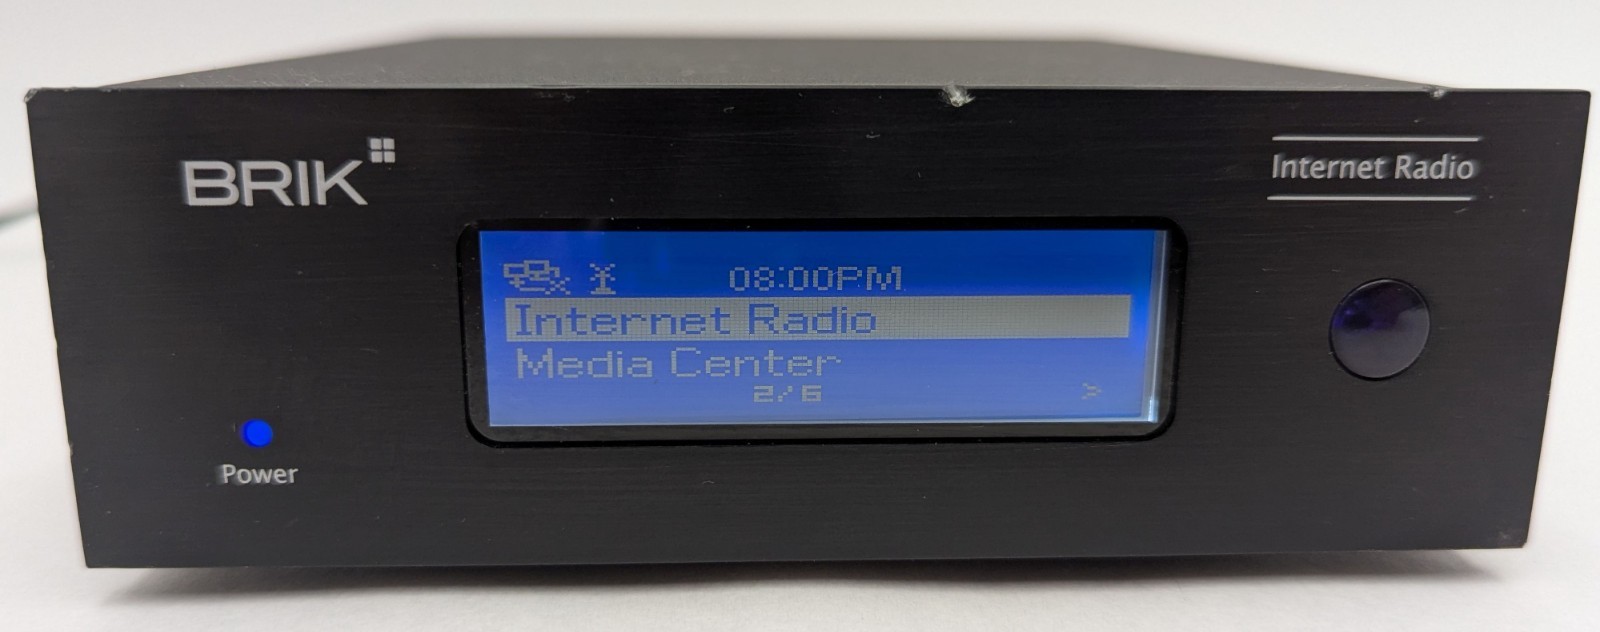 BRIK
Internet Radio
08:00PM
Internet Radio
Media Center
2/6 >
Power